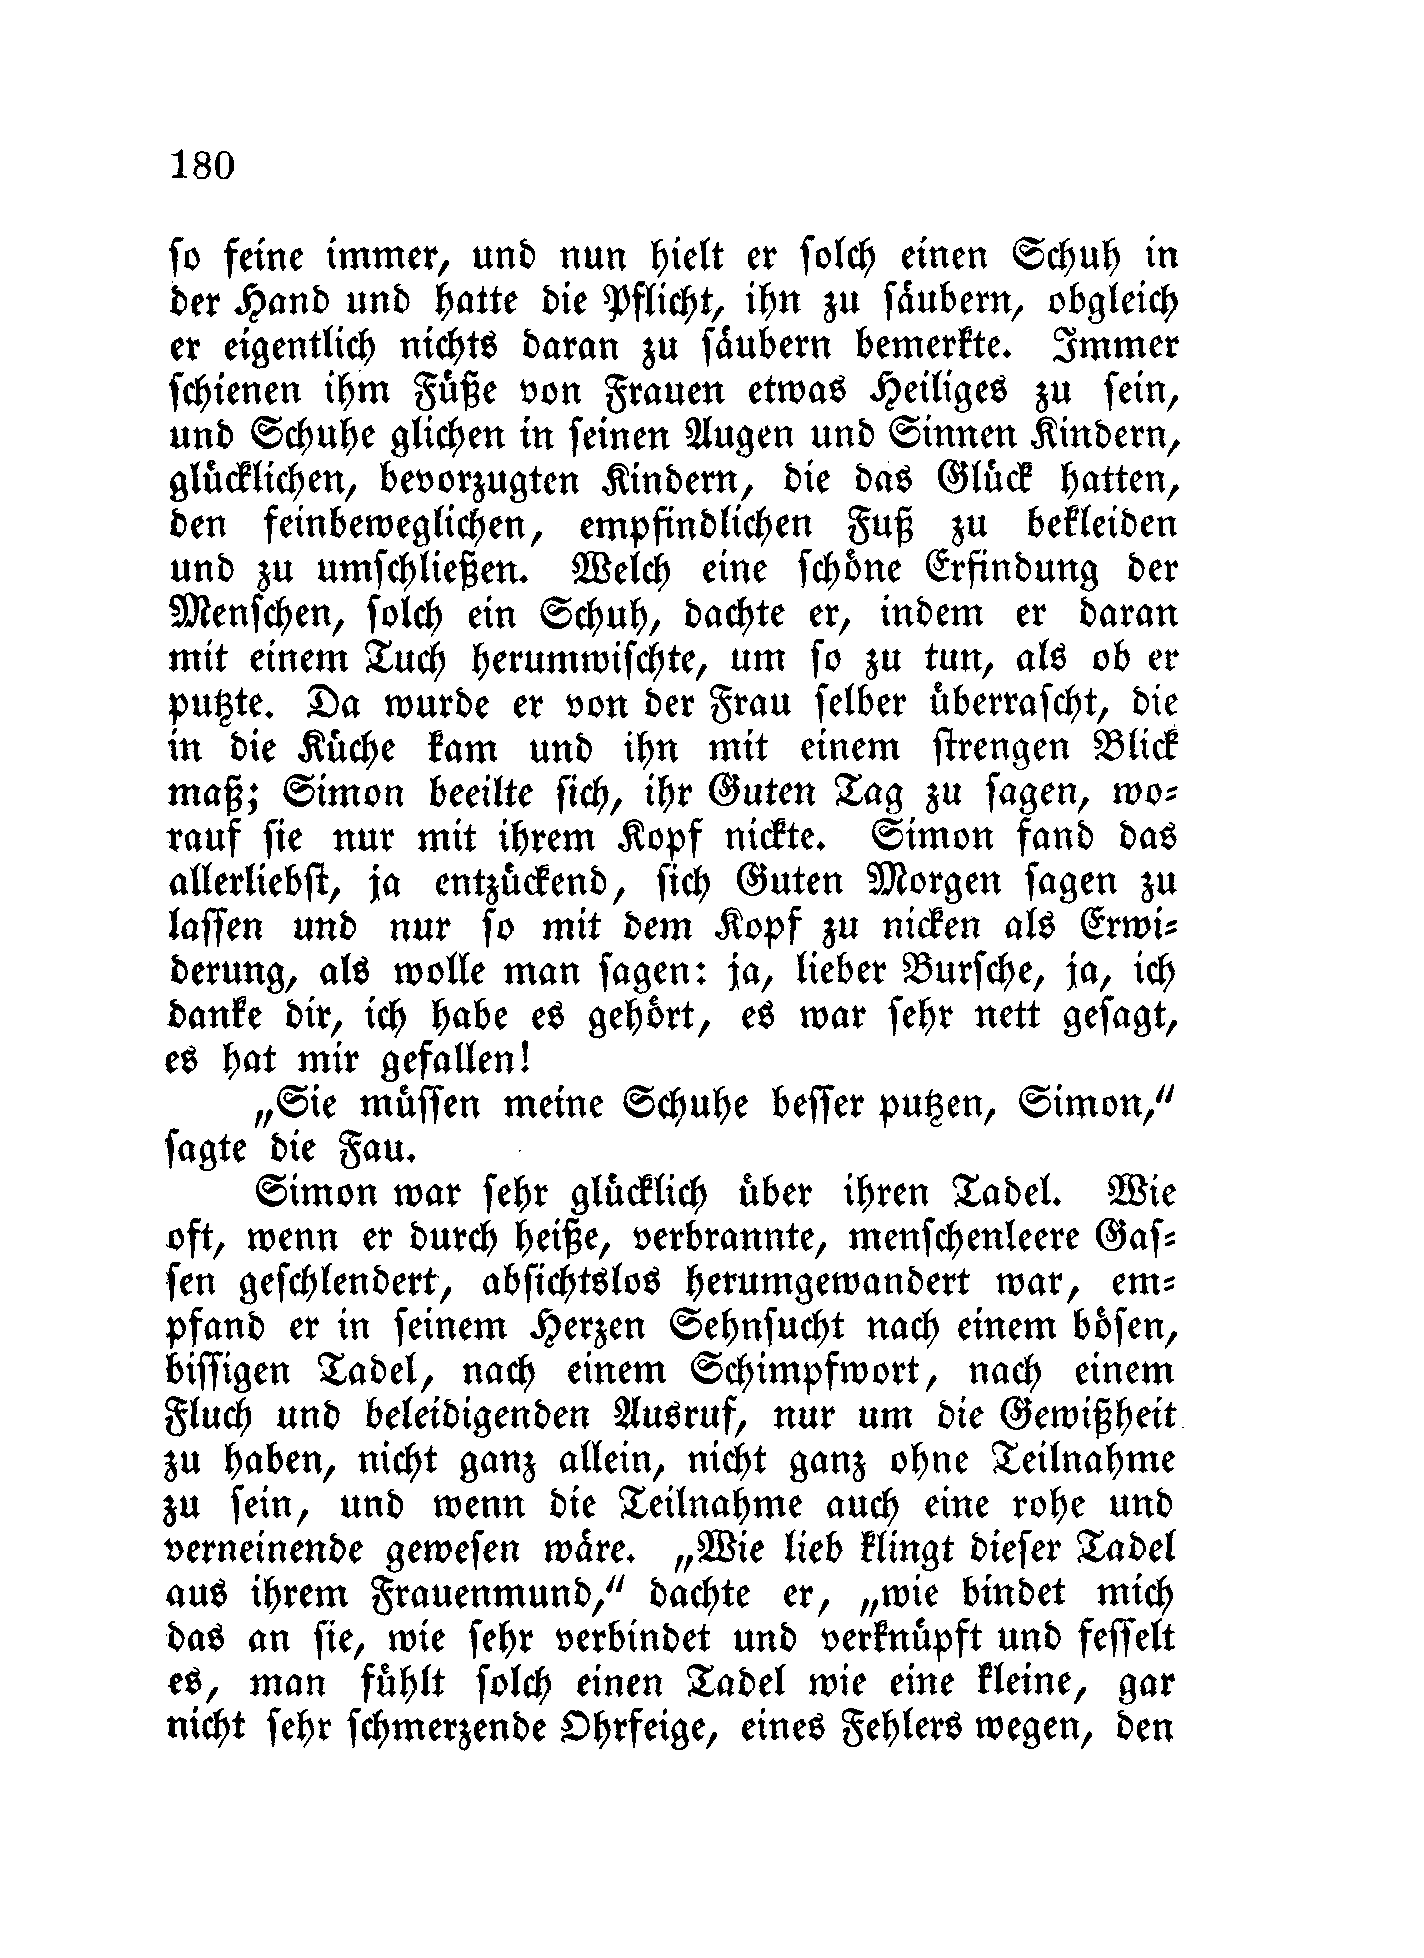 180
so feine immer, und nun hielt er solch einen Schuh in
der Hand und hatte die Pflicht, ihn zu säubern, obgleich
er eigentlich nichts daran zu säubern bemerkte. Immer
schienen ihm Füße von Frauen etwas Heiliges zu sein,
und Schuhe glichen in seinen Augen und Sinnen Kindern,
glücklichen, bevorzugten Kindern, die das Glück hatten,
den feinbeweglichen, empfindlichen Fuß zu bekleiden
und zu umschließen. Welch eine schöne Erfindung der
Menschen, solch ein Schuh, dachte er, indem er daran
mit einem Tuch herumwischte, um so zu tun, als ob er
putzte. Da wurde er von der Frau selber überrascht, die
in die Küche kam und ihn mit einem strengen Blick
maß; Simon beeilte sich, ihr Guten Tag zu sagen, wo-
rauf sie nur mit ihrem Kopf nickte. Simon fand das
allerliebst, ja entzückend, sich Guten Morgen sagen zu
lassen und nur so mit dem Kopf zu nicken als Erwi-
derung, als wolle man sagen: ja, lieber Bursche, ja, ich
danke dir, ich habe es gehört, es war sehr nett gesagt,
es hat mir gefallen!
„Sie müssen meine Schuhe besser putzen, Simon,“
sagte die Fau.
Simon war sehr glücklich über ihren Tadel. Wie
oft, wenn er durch heiße, verbrannte, menschenleere Gas-
sen geschlendert, absichtslos herumgewandert war, em-
pfand er in seinem Herzen Sehnsucht nach einem bösen,
bissigen Tadel, nach einem Schimpfwort, nach einem
Fluch und beleidigenden Ausruf, nur um die Gewißheit
zu haben, nicht ganz allein, nicht ganz ohne Teilnahme
zu sein, und wenn die Teilnahme auch eine rohe und
verneinende gewesen wäre. „Wie lieb klingt dieser Tadel
aus ihrem Frauenmund,“ dachte er, „wie bindet mich
das an sie, wie sehr verbindet und verknüpft und fesselt
es, man fühlt solch einen Tadel wie eine kleine, gar
nicht sehr schmerzende Ohrfeige, eines Fehlers wegen, den